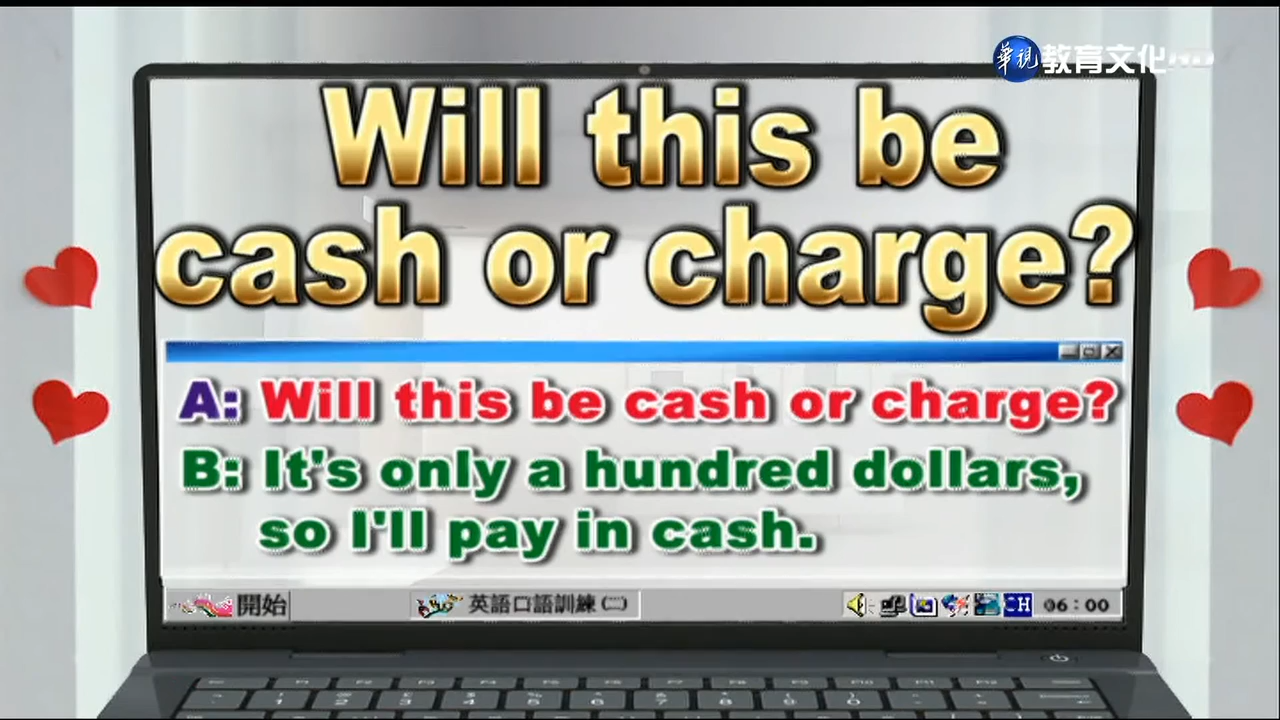 華視 教育文化 HD
Will this be
cash or charge?
A: Will this be cash or charge?
B: It's only a hundred dollars,
so I'll pay in cash.
開始 英語口語訓練(二) CH 06:00